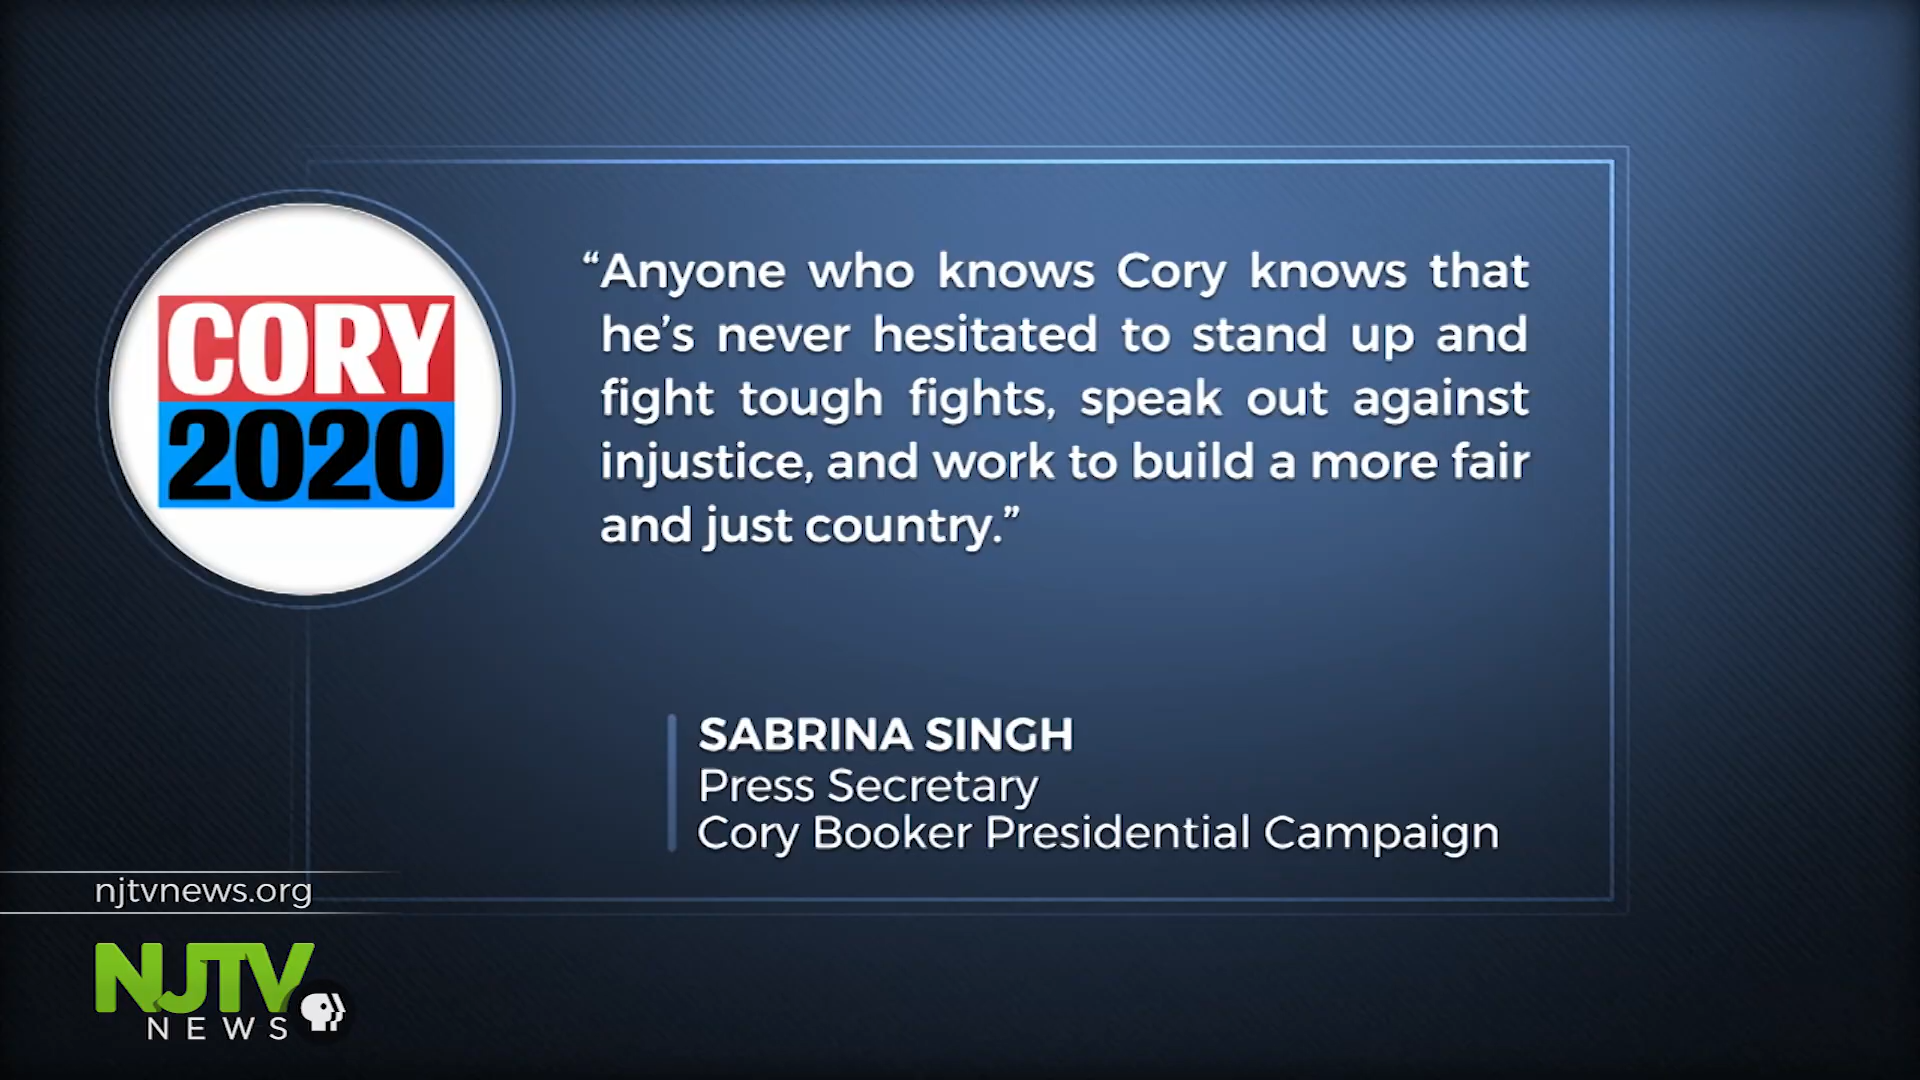 CORY
2020
“Anyone who knows Cory knows that
he’s never hesitated to stand up and
fight tough fights, speak out against
injustice, and work to build a more fair
and just country.”
SABRINA SINGH
Press Secretary
Cory Booker Presidential Campaign
njtvnews.org
NJTV
NEWS